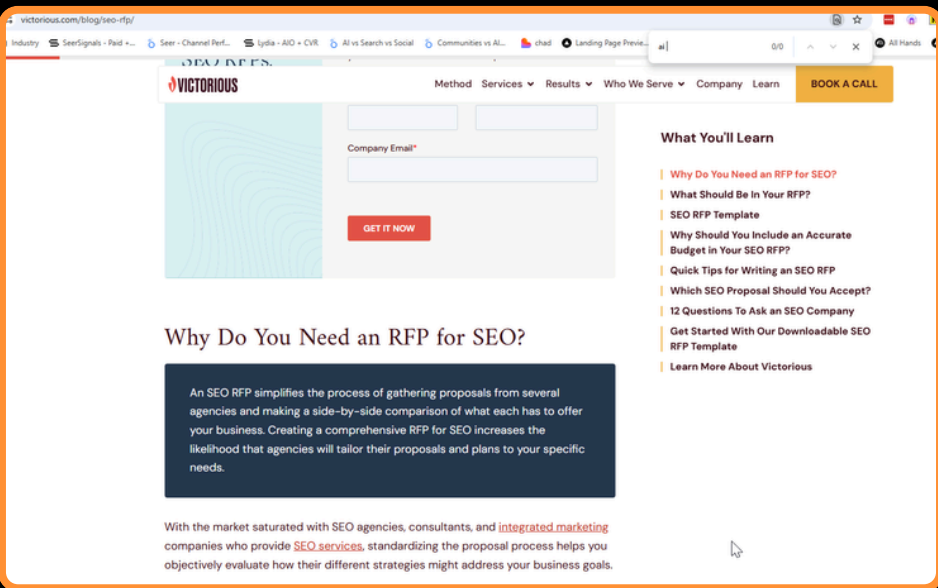 victorious.com/blog/seo-rfp/
Industry
SeerSignals - Paid +...
Seer - Channel Perf...
Lydia - AIO + CVR
AI vs Search vs Social
Communities vs AI...
chad
Landing Page Previe...
ai
0/0
All Hands
SEO RFPs.
VICTORIOUS
Method Services Results Who We Serve Company Learn
BOOK A CALL
Company Email*
GET IT NOW
What You'll Learn
Why Do You Need an RFP for SEO?
What Should Be In Your RFP?
SEO RFP Template
Why Should You Include an Accurate
Budget in Your SEO RFP?
Quick Tips for Writing an SEO RFP
Which SEO Proposal Should You Accept?
12 Questions To Ask an SEO Company
Get Started With Our Downloadable SEO
RFP Template
Learn More About Victorious
Why Do You Need an RFP for SEO?
An SEO RFP simplifies the process of gathering proposals from several
agencies and making a side-by-side comparison of what each has to offer
your business. Creating a comprehensive RFP for SEO increases the
likelihood that agencies will tailor their proposals and plans to your specific
needs.
With the market saturated with SEO agencies, consultants, and integrated marketing
companies who provide SEO services, standardizing the proposal process helps you
objectively evaluate how their different strategies might address your business goals.